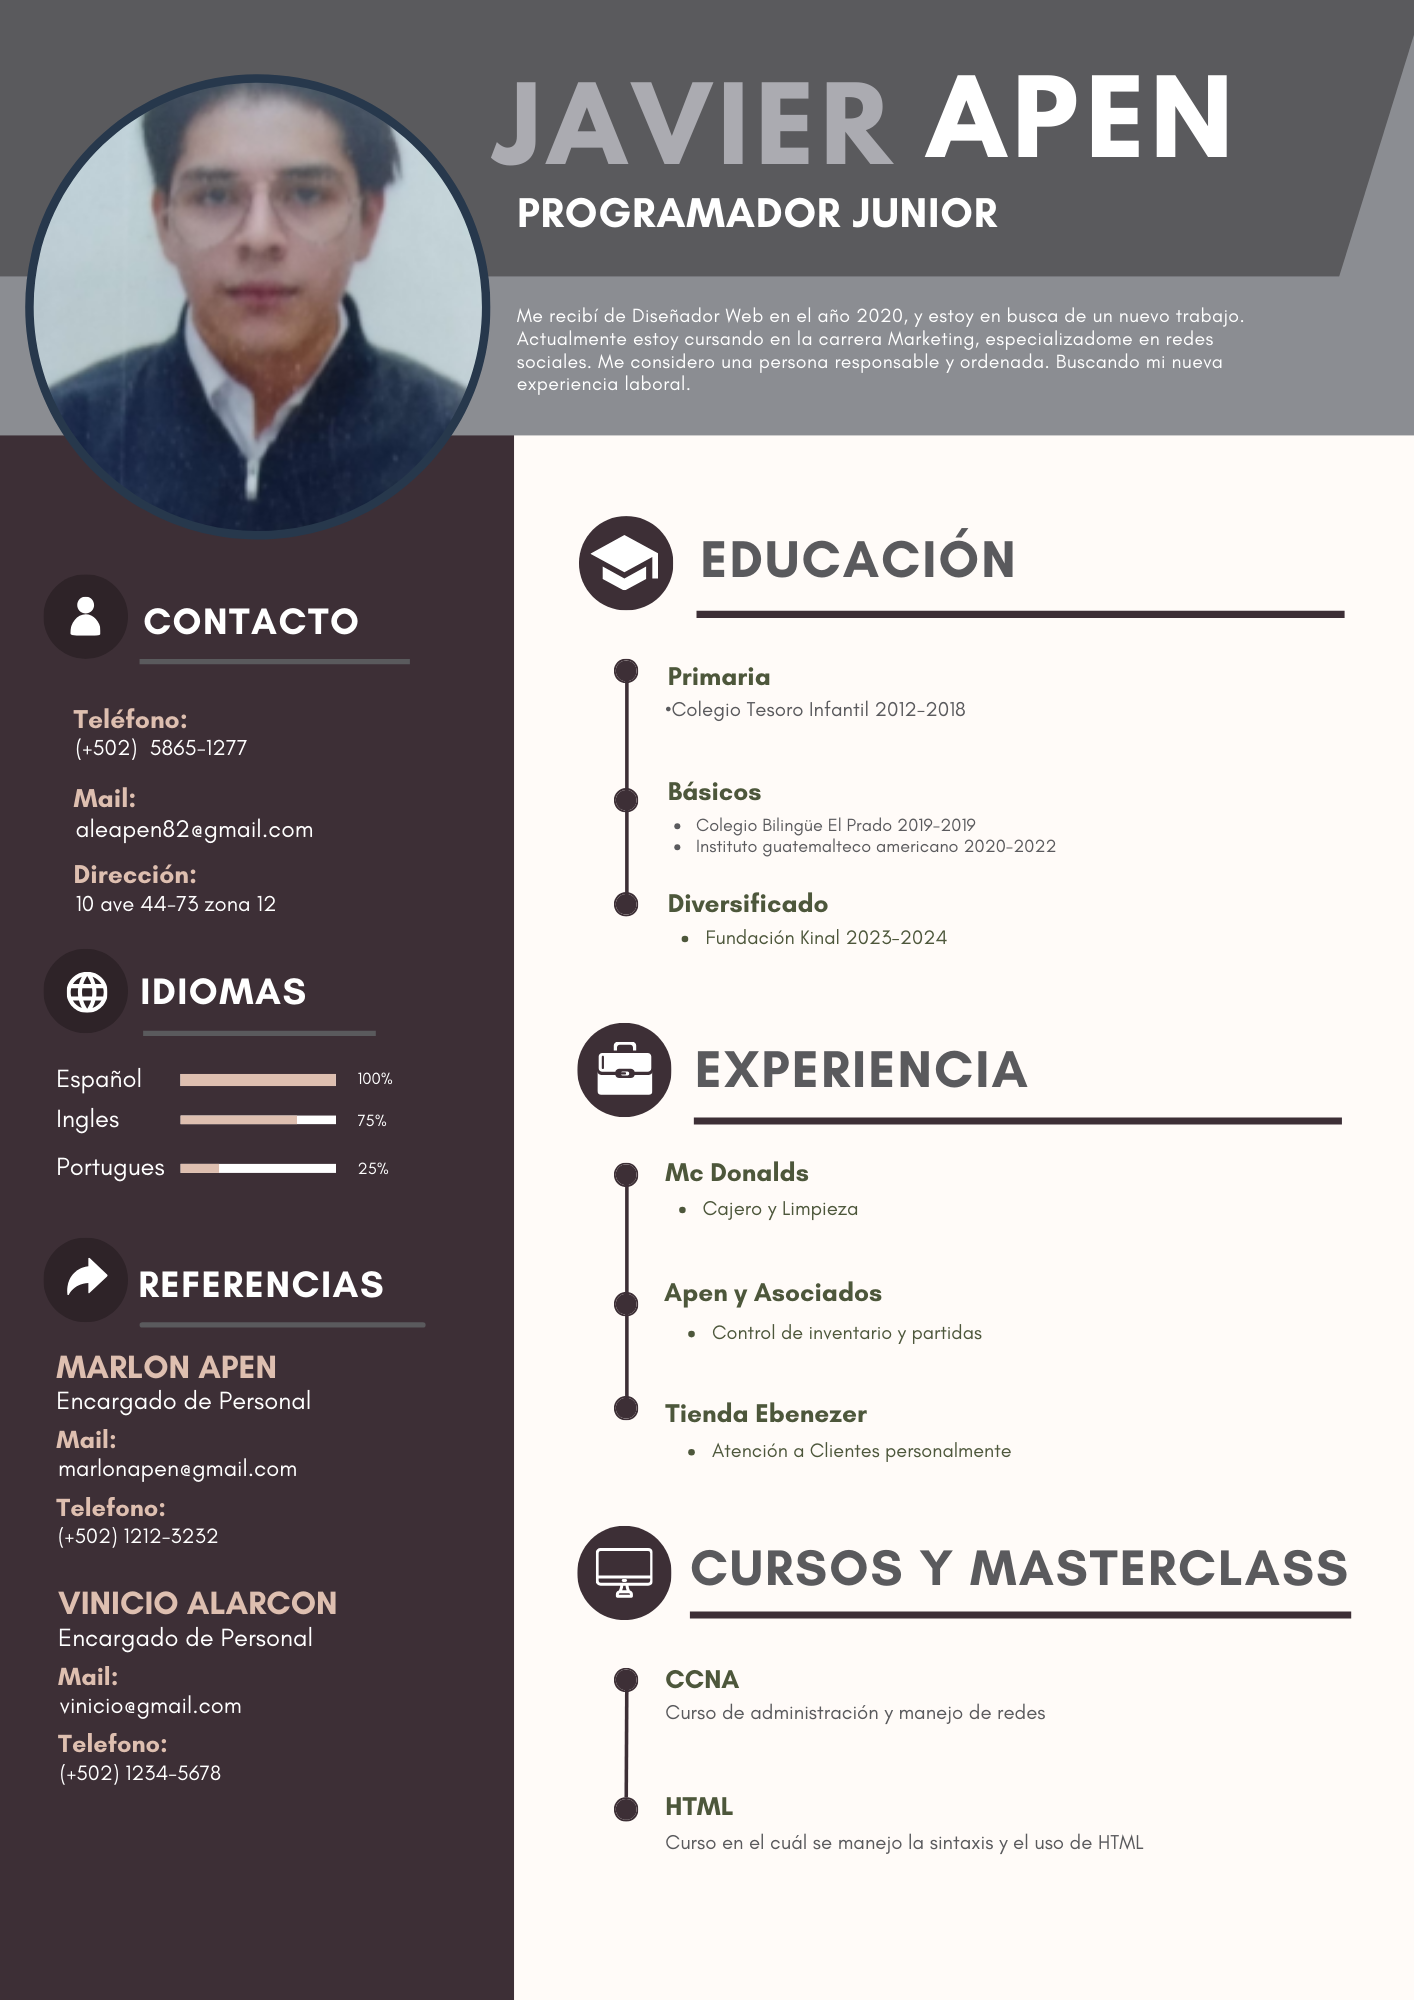 JAVIER APEN
PROGRAMADOR JUNIOR
Me recibí de Diseñador Web en el año 2020, y estoy en busca de un nuevo trabajo.
Actualmente estoy cursando en la carrera Marketing, especializadome en redes
sociales. Me considero una persona responsable y ordenada. Buscando mi nueva
experiencia laboral.
CONTACTO
Teléfono:
(+502)  5865-1277
Mail:
aleapen82@gmail.com
Dirección:
10 ave 44-73 zona 12
IDIOMAS
Español 100%
Ingles 75%
Portugues 25%
REFERENCIAS
MARLON APEN
Encargado de Personal
Mail:
marlonapen@gmail.com
Telefono:
(+502) 1212-3232
VINICIO ALARCON
Encargado de Personal
Mail:
vinicio@gmail.com
Telefono:
(+502) 1234-5678
EDUCACIÓN
Primaria
•Colegio Tesoro Infantil 2012-2018
Básicos
• Colegio Bilingüe El Prado 2019-2019
• Instituto guatemalteco americano 2020-2022
Diversificado
• Fundación Kinal 2023-2024
EXPERIENCIA
Mc Donalds
• Cajero y Limpieza
Apen y Asociados
• Control de inventario y partidas
Tienda Ebenezer
• Atención a Clientes personalmente
CURSOS Y MASTERCLASS
CCNA
Curso de administración y manejo de redes
HTML
Curso en el cuál se manejo la sintaxis y el uso de HTML